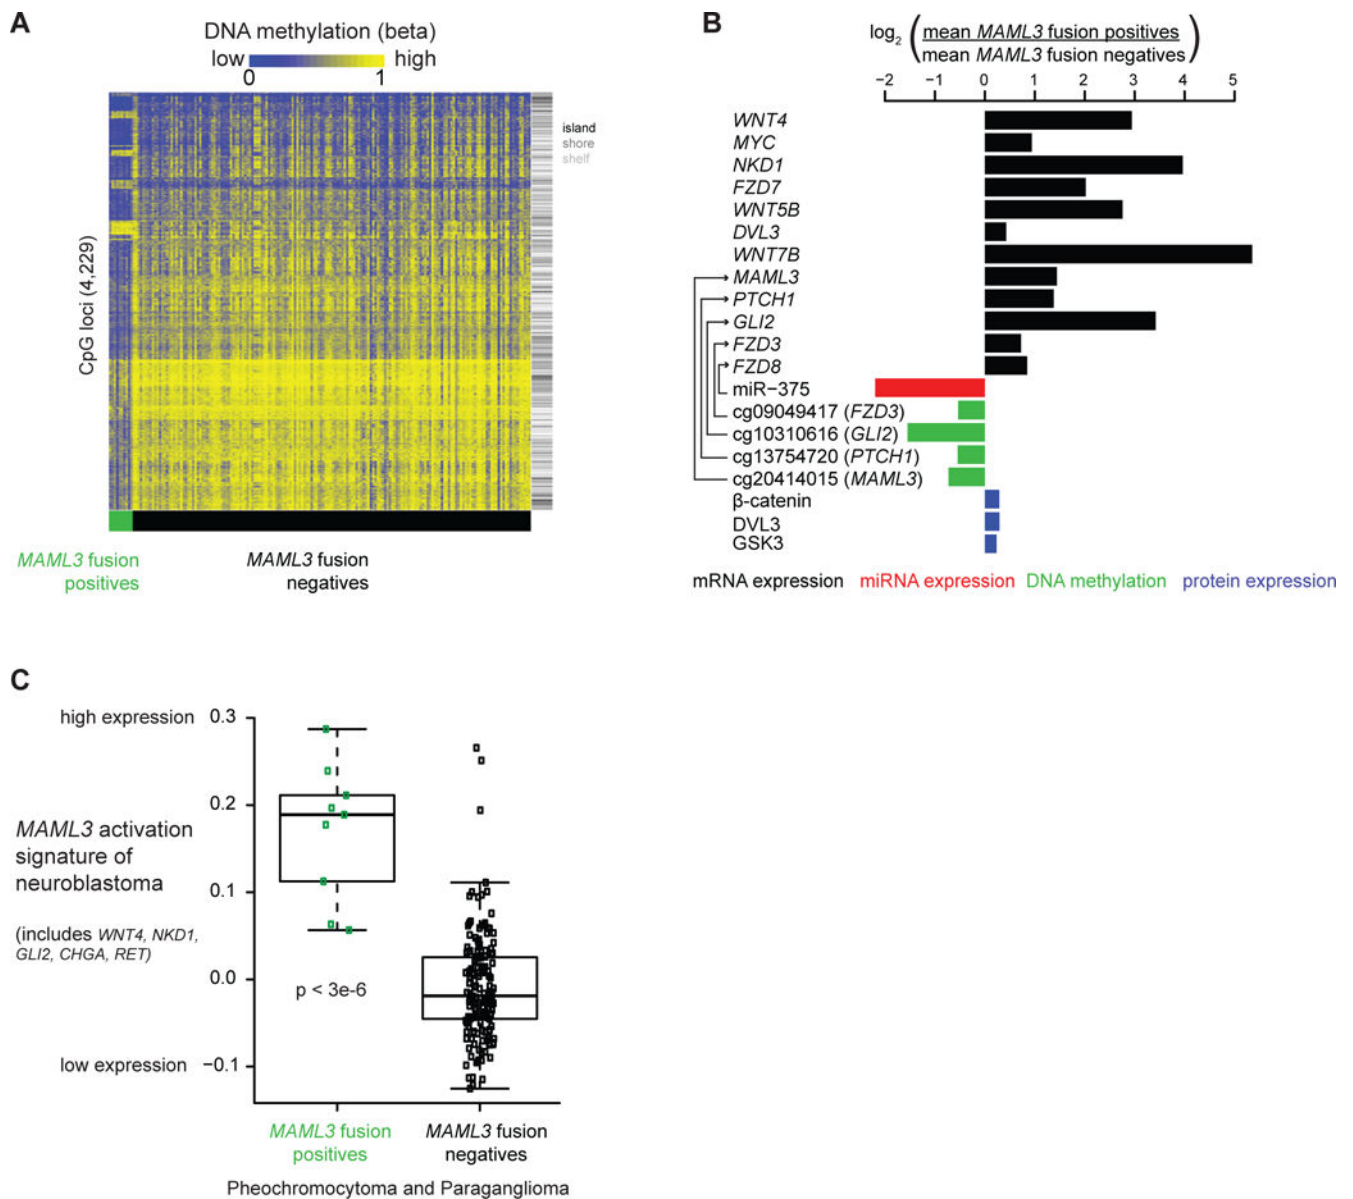 A
DNA methylation (beta)
low high
0 1
island
shore
shelf
CpG loci (4,229)
MAML3 fusion
positives
MAML3 fusion
negatives
B
log2 ( mean MAML3 fusion positives
mean MAML3 fusion negatives )
−2 −1 0 1 2 3 4 5
WNT4
MYC
NKD1
FZD7
WNT5B
DVL3
WNT7B
MAML3
PTCH1
GLI2
FZD3
FZD8
miR−375
cg09049417 (FZD3)
cg10310616 (GLI2)
cg13754720 (PTCH1)
cg20414015 (MAML3)
β-catenin
DVL3
GSK3
mRNA expression miRNA expression DNA methylation protein expression
C
high expression 0.3
0.2
MAML3 activation
signature of
neuroblastoma
0.1
(includes WNT4, NKD1,
GLI2, CHGA, RET)
0.0
p < 3e-6
low expression −0.1
MAML3 fusion
positives
MAML3 fusion
negatives
Pheochromocytoma and Paraganglioma